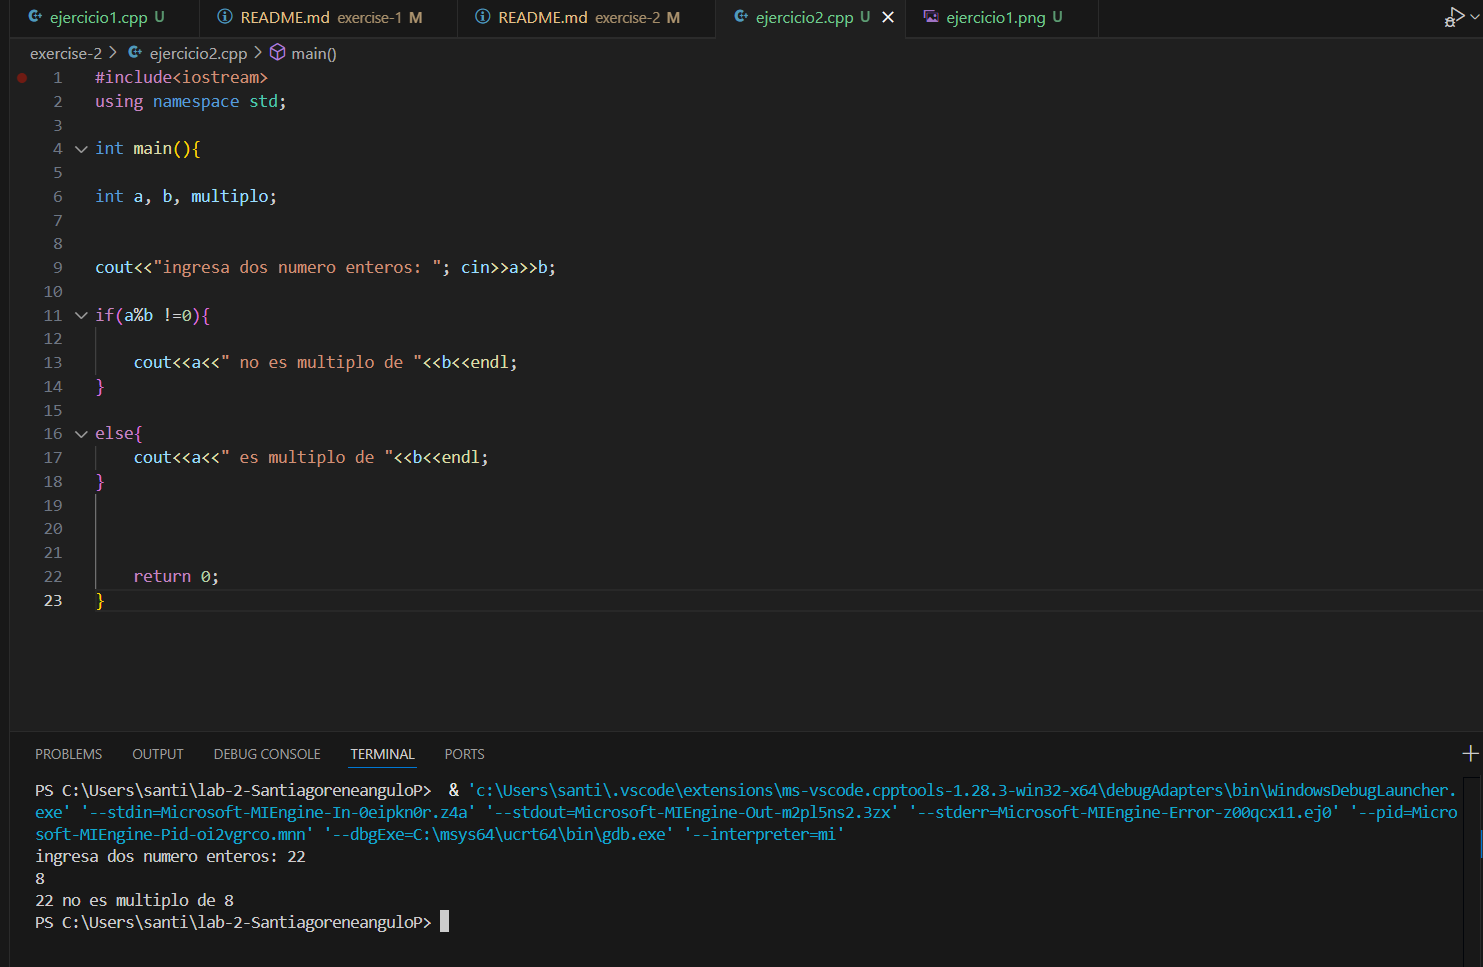 ejercicio1.cpp U README.md exercise-1 M README.md exercise-2 M ejercicio2.cpp U ejercicio1.png U
exercise-2 > ejercicio2.cpp > main()
1 #include<iostream>
2 using namespace std;
3
4 int main(){
5
6 int a, b, multiplo;
7
8
9 cout<<"ingresa dos numero enteros: "; cin>>a>>b;
10
11 if(a%b !=0){
12
13 cout<<a<<" no es multiplo de "<<b<<endl;
14 }
15
16 else{
17 cout<<a<<" es multiplo de "<<b<<endl;
18 }
19
20
21
22 return 0;
23 }
PROBLEMS OUTPUT DEBUG CONSOLE TERMINAL PORTS
PS C:\Users\santi\lab-2-SantiagoreneanguloP> & 'c:\Users\santi\.vscode\extensions\ms-vscode.cpptools-1.28.3-win32-x64\debugAdapters\bin\WindowsDebugLauncher.
exe' '--stdin=Microsoft-MIEngine-In-0eipkn0r.z4a' '--stdout=Microsoft-MIEngine-Out-m2pl5ns2.3zx' '--stderr=Microsoft-MIEngine-Error-z00qcx11.ej0' '--pid=Micro
soft-MIEngine-Pid-oi2vgrco.mnn' '--dbgExe=C:\msys64\ucrt64\bin\gdb.exe' '--interpreter=mi'
ingresa dos numero enteros: 22
8
22 no es multiplo de 8
PS C:\Users\santi\lab-2-SantiagoreneanguloP>